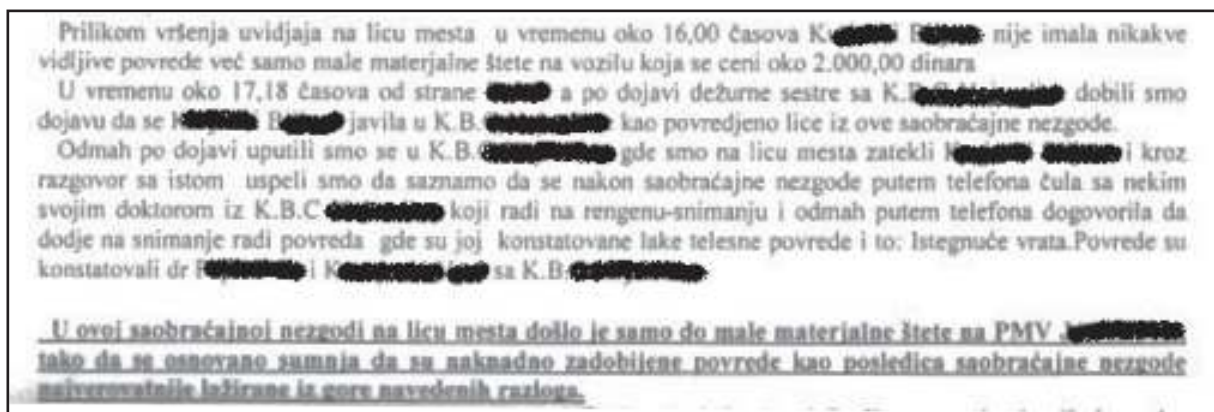 Prilikom vršenja uvidjaja na licu mesta u vremenu oko 16,00 časova K nije imala nikakve
vidljive povrede već samo male materjalne štete na vozilu koja se ceni oko 2.000,00 dinara
U vremenu oko 17,18 časova od strane a po dojavi dežurne sestre sa K.B.C dobili smo
dojavu da se B javila u K.B. kao povredjeno lice iz ove saobraćajne nezgode.
Odmah po dojavi uputili smo se u K.B.C gde smo na licu mesta zatekli i kroz
razgovor sa istom uspeli smo da saznamo da se nakon saobraćajne nezgode putem telefona čula sa nekim
svojim doktorom iz K.B.C koji radi na rengenu-snimanju i odmah putem telefona dogovorila da
dodje na snimanje radi povreda gde su joj konstatovane lake telesne povrede i to: Istegnuće vrata.Povrede su
konstatovali dr i K sa K.B.
U ovoj saobraćajnoj nezgodi na licu mesta došlo je samo do male materjalne štete na PMV J
tako da se osnovano sumnja da su naknadno zadobijene povrede kao posledica saobraćajne nezgode
najverovatnije lažirane iz gore navedenih razloga.